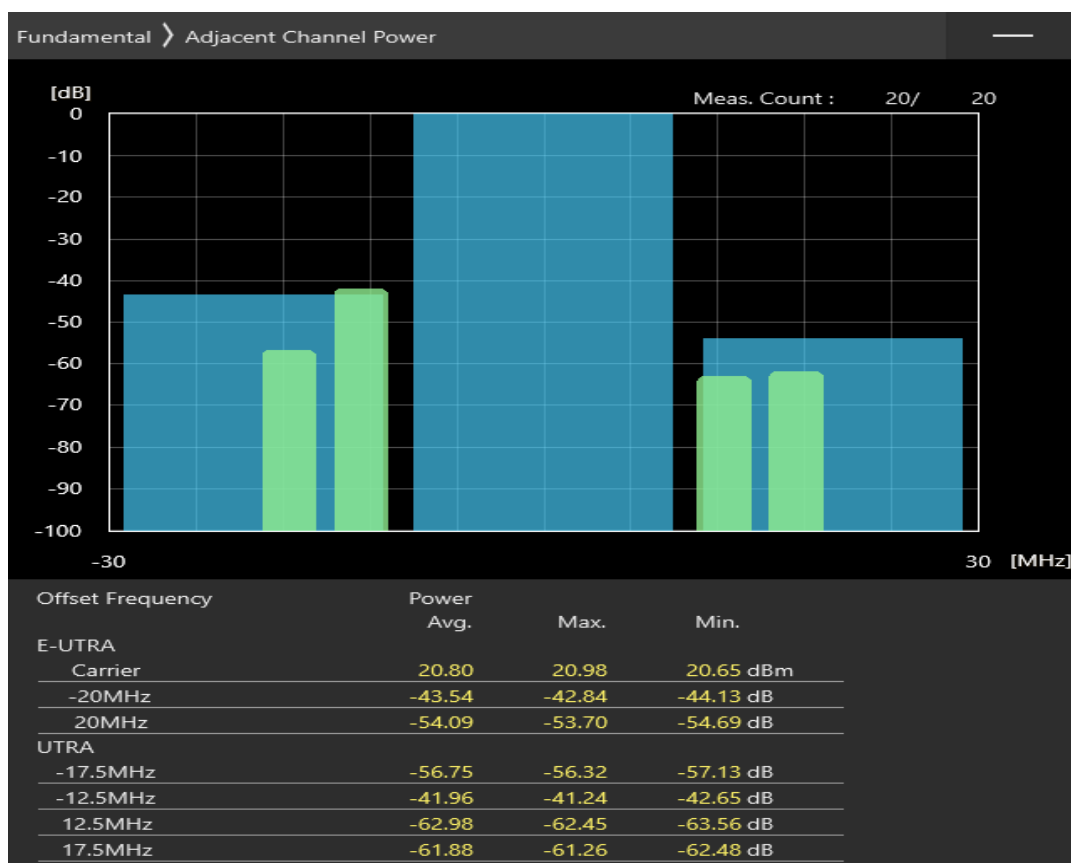 Fundamental 〉 Adjacent Channel Power
[dB]
Meas. Count : 20/ 20
0
-10
-20
-30
-40
-50
-60
-70
-80
-90
-100
-30 30 [MHz]
Offset Frequency Power
Avg. Max. Min.
E-UTRA
Carrier 20.80 20.98 20.65 dBm
-20MHz -43.54 -42.84 -44.13 dB
20MHz -54.09 -53.70 -54.69 dB
UTRA
-17.5MHz -56.75 -56.32 -57.13 dB
-12.5MHz -41.96 -41.24 -42.65 dB
12.5MHz -62.98 -62.45 -63.56 dB
17.5MHz -61.88 -61.26 -62.48 dB